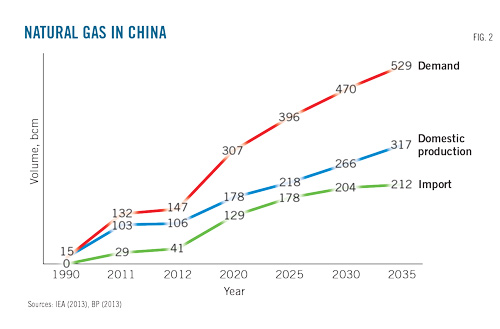 NATURAL GAS IN CHINA
FIG. 2
529 Demand
470
396
307
Domestic
317 production
266
Volume, bcm
218
178
212 Import
204
178
132 147
129
103 106
15
29 41
0
1990 2011 2012 2020 2025 2030 2035
Year
Sources: IEA (2013), BP (2013)